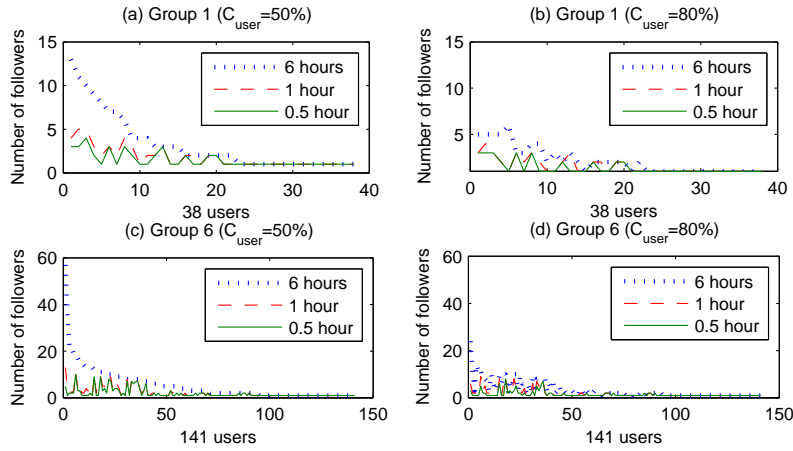 (a) Group 1 (C_user=50%)
Number of followers
15
10
5
0
0 10 20 30 40
38 users
6 hours
1 hour
0.5 hour
(b) Group 1 (C_user=80%)
Number of followers
15
10
5
0 10 20 30 40
38 users
6 hours
1 hour
0.5 hour
(c) Group 6 (C_user=50%)
Number of followers
60
40
20
0
0 50 100 150
141 users
6 hours
1 hour
0.5 hour
(d) Group 6 (C_user=80%)
Number of followers
60
40
20
0
0 50 100 150
141 users
6 hours
1 hour
0.5 hour